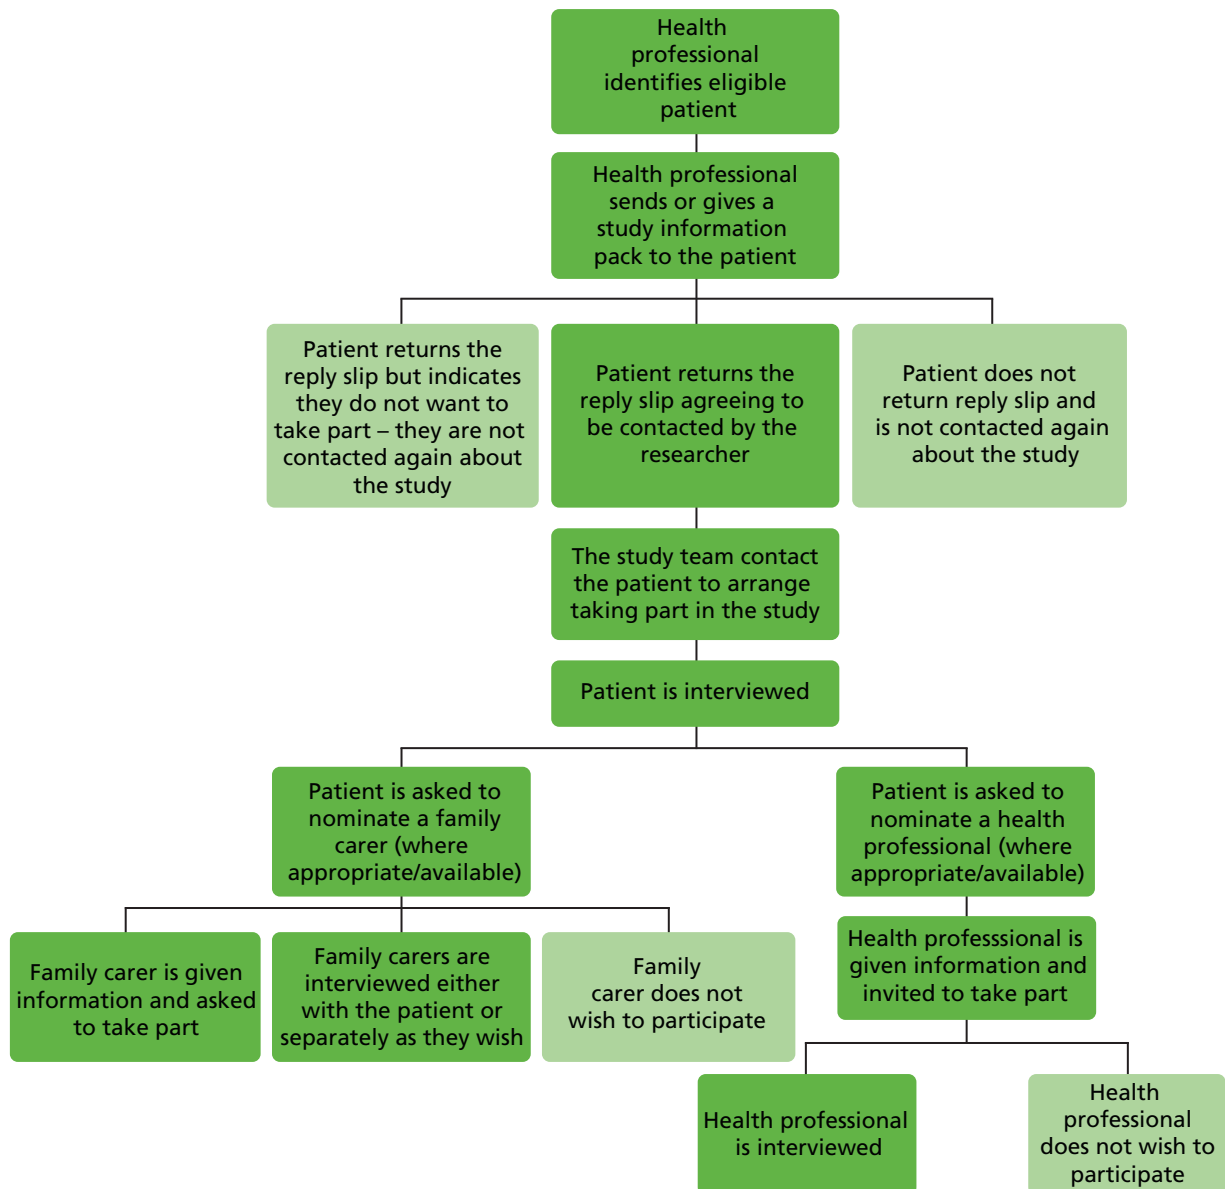 Health
professional
identifies eligible
patient
Health professional
sends or gives a
study information
pack to the patient
Patient returns the
reply slip but indicates
they do not want to
take part – they are not
contacted again about
the study
Patient returns the
reply slip agreeing to
be contacted by the
researcher
Patient does not
return reply slip and
is not contacted again
about the study
The study team contact
the patient to arrange
taking part in the study
Patient is interviewed
Patient is asked to
nominate a family
carer (where
appropriate/available)
Patient is asked to
nominate a health
professional (where
appropriate/available)
Family carer is given
information and asked
to take part
Family carers are
interviewed either
with the patient or
separately as they wish
Family
carer does not
wish to participate
Health professsional is
given information and
invited to take part
Health professional
is interviewed
Health
professional
does not wish to
participate